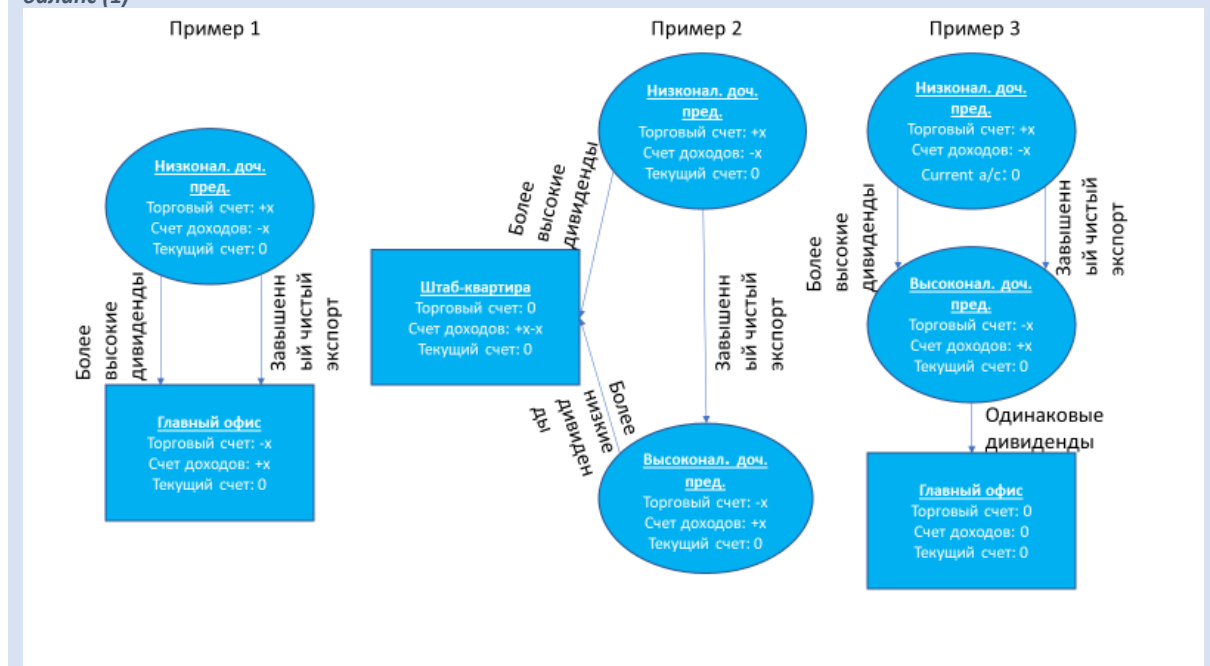 баланс (1)
Пример 1
Низконал. доч.
пред.
Торговый счет: +x
Счет доходов: -x
Текущий счет: 0
Более
высокие
дивиденды
Завышенн
ый чистый
экспорт
Главный офис
Торговый счет: -x
Счет доходов: +x
Текущий счет: 0
Пример 2
Низконал. доч.
пред.
Торговый счет: +x
Счет доходов: -x
Текущий счет: 0
Более
высокие
дивиденды
Штаб-квартира
Торговый счет: 0
Счет доходов: +x-x
Текущий счет: 0
Завышенн
ый чистый
экспорт
Более
низкие
дивиден
ды
Высоконал. доч.
пред.
Торговый счет: -x
Счет доходов: +x
Текущий счет: 0
Пример 3
Низконал. доч.
пред.
Торговый счет: +x
Счет доходов: -x
Current a/c: 0
Более
высокие
дивиденды
Завышенн
ый чистый
экспорт
Высоконал. доч.
пред.
Торговый счет: -x
Счет доходов: +x
Текущий счет: 0
Одинаковые
дивиденды
Главный офис
Торговый счет: 0
Счет доходов: 0
Текущий счет: 0